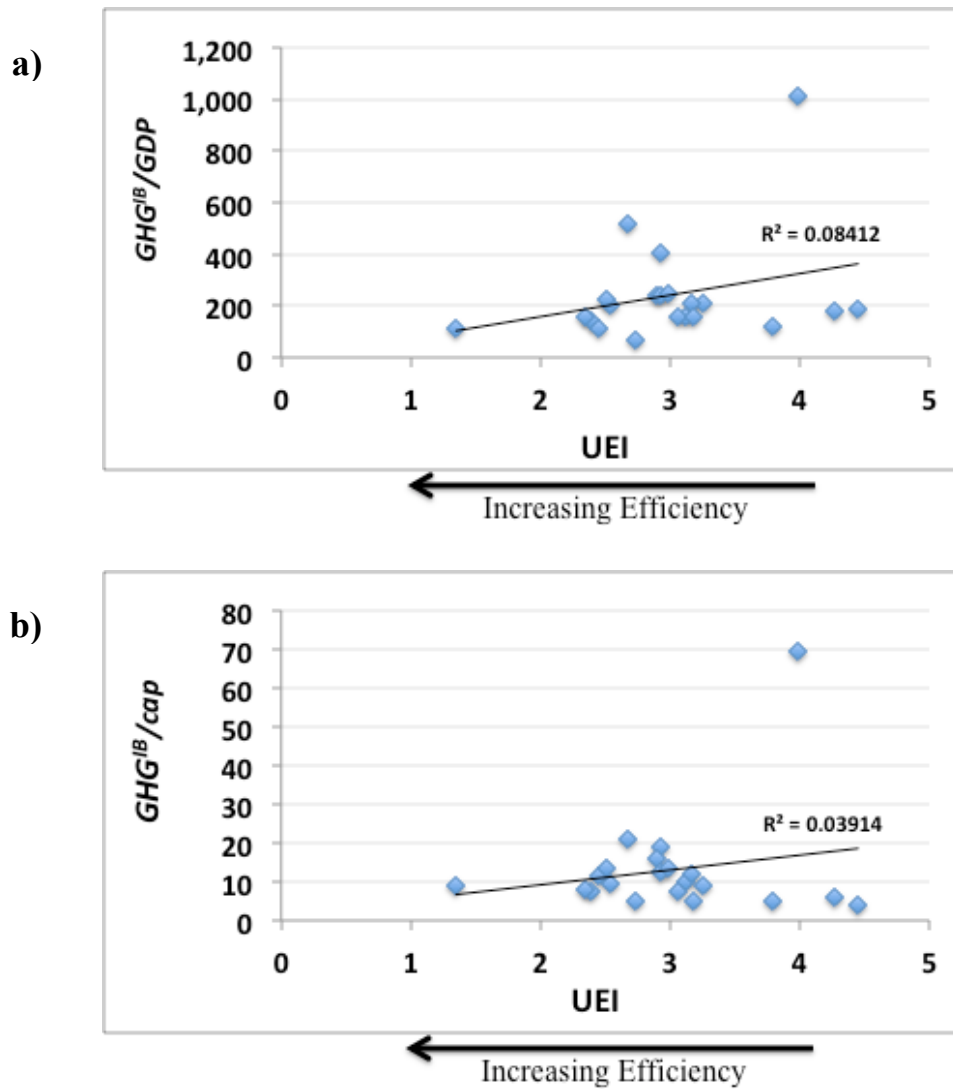 a)
1,200
1,000
800
600
400
200
0
GHG^IB/GDP
R² = 0.08412
0 1 2 3 4 5
UEI
Increasing Efficiency
b)
80
70
60
50
40
30
20
10
0
GHG^IB/cap
R² = 0.03914
0 1 2 3 4 5
UEI
Increasing Efficiency